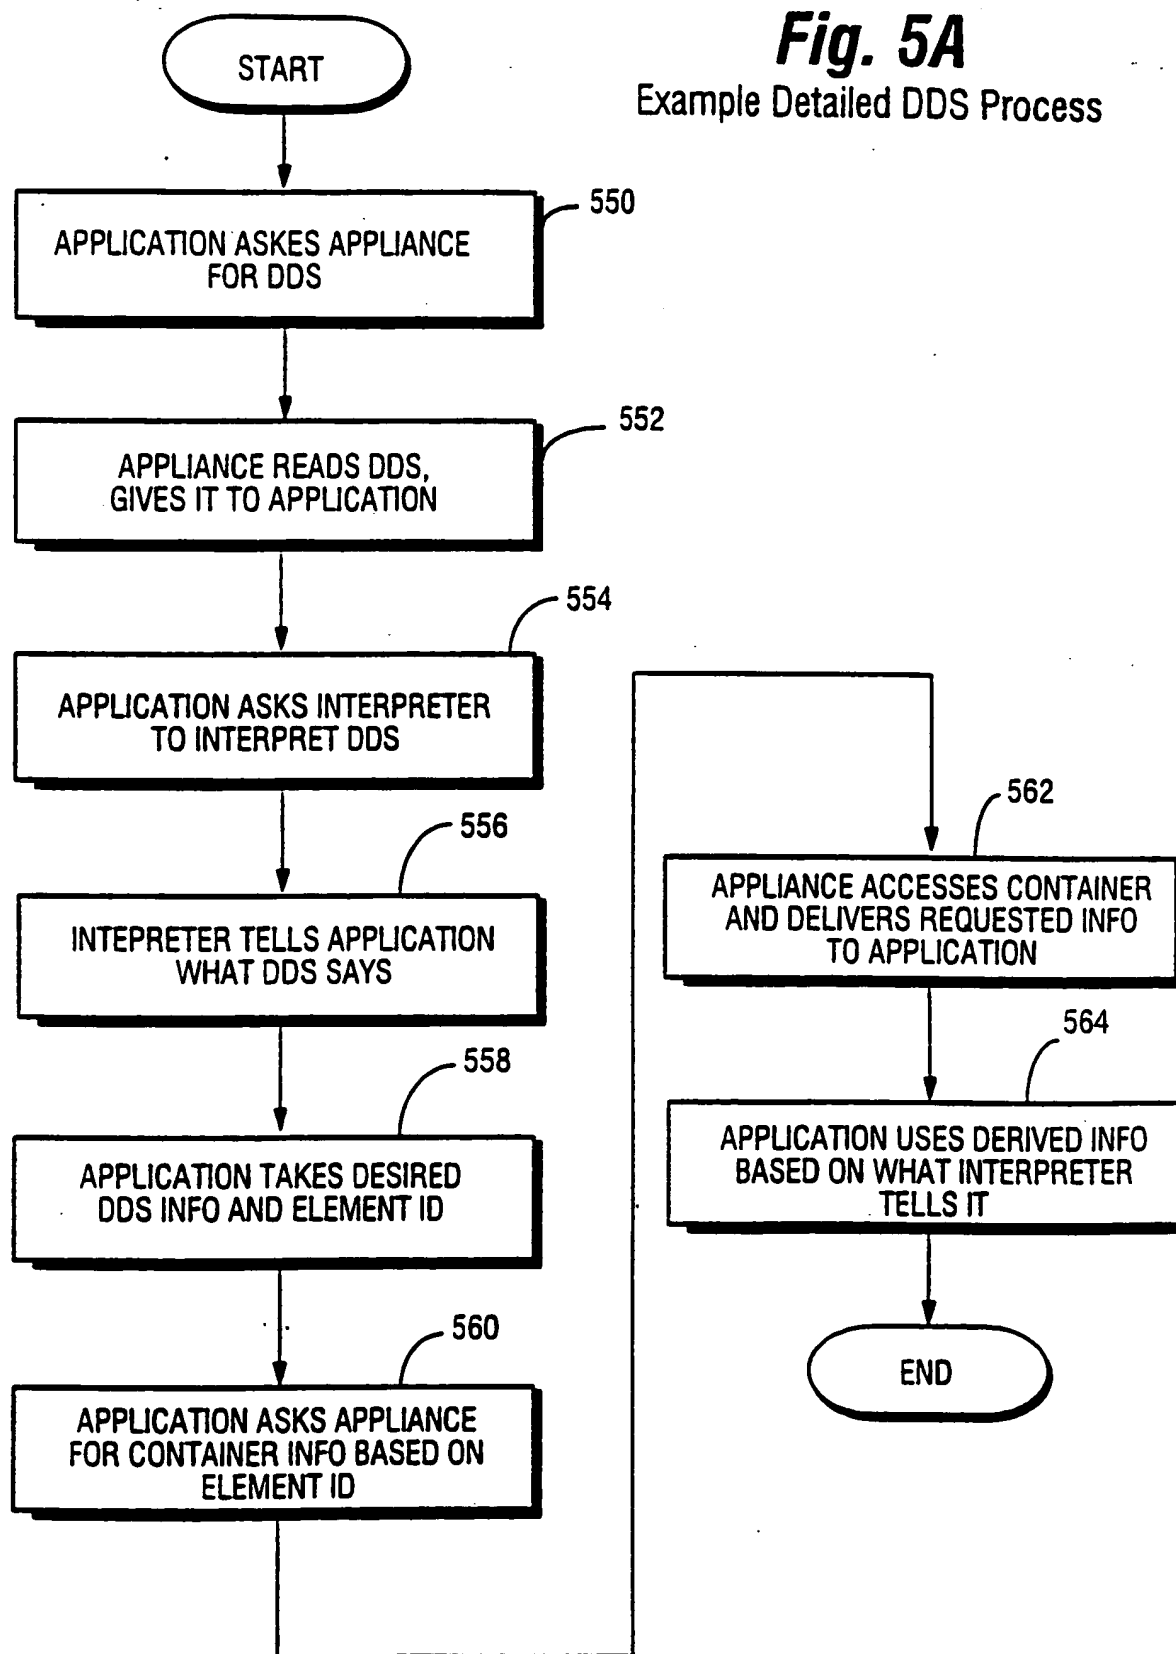 Fig. 5A
Example Detailed DDS Process
START
550
APPLICATION ASKES APPLIANCE
FOR DDS
552
APPLIANCE READS DDS,
GIVES IT TO APPLICATION
554
APPLICATION ASKS INTERPRETER
TO INTERPRET DDS
556
INTEPRETER TELLS APPLICATION
WHAT DDS SAYS
558
APPLICATION TAKES DESIRED
DDS INFO AND ELEMENT ID
560
APPLICATION ASKS APPLIANCE
FOR CONTAINER INFO BASED ON
ELEMENT ID
562
APPLIANCE ACCESSES CONTAINER
AND DELIVERS REQUESTED INFO
TO APPLICATION
564
APPLICATION USES DERIVED INFO
BASED ON WHAT INTERPRETER
TELLS IT
END